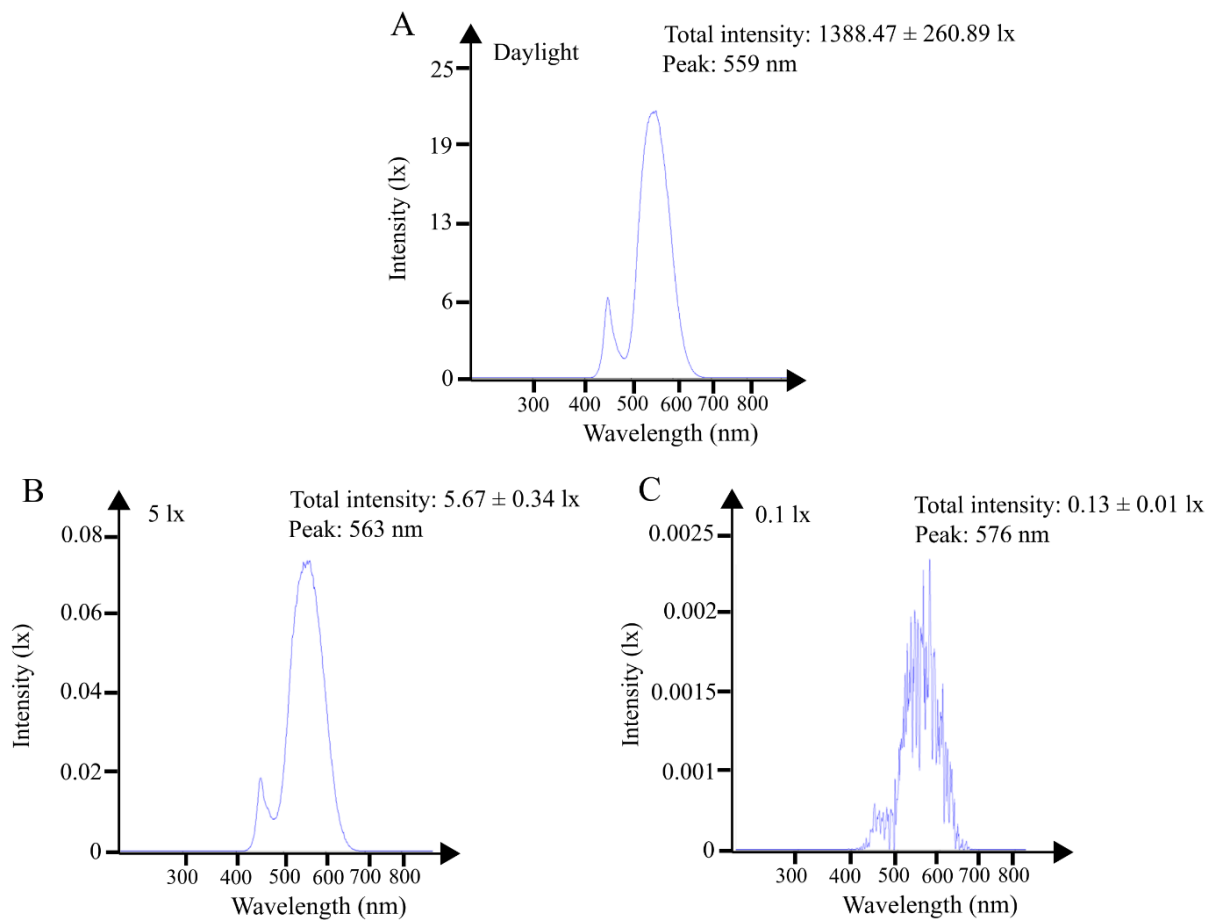 A
Daylight
Total intensity: 1388.47 ± 260.89 lx
Peak: 559 nm
25
19
13
6
0
Intensity (lx)
300 400 500 600 700 800
Wavelength (nm)
B
5 lx
Total intensity: 5.67 ± 0.34 lx
Peak: 563 nm
0.08
0.06
0.04
0.02
0
Intensity (lx)
300 400 500 600 700 800
Wavelength (nm)
C
0.1 lx
Total intensity: 0.13 ± 0.01 lx
Peak: 576 nm
0.0025
0.002
0.0015
0.001
0
Intensity (lx)
300 400 500 600 700 800
Wavelength (nm)